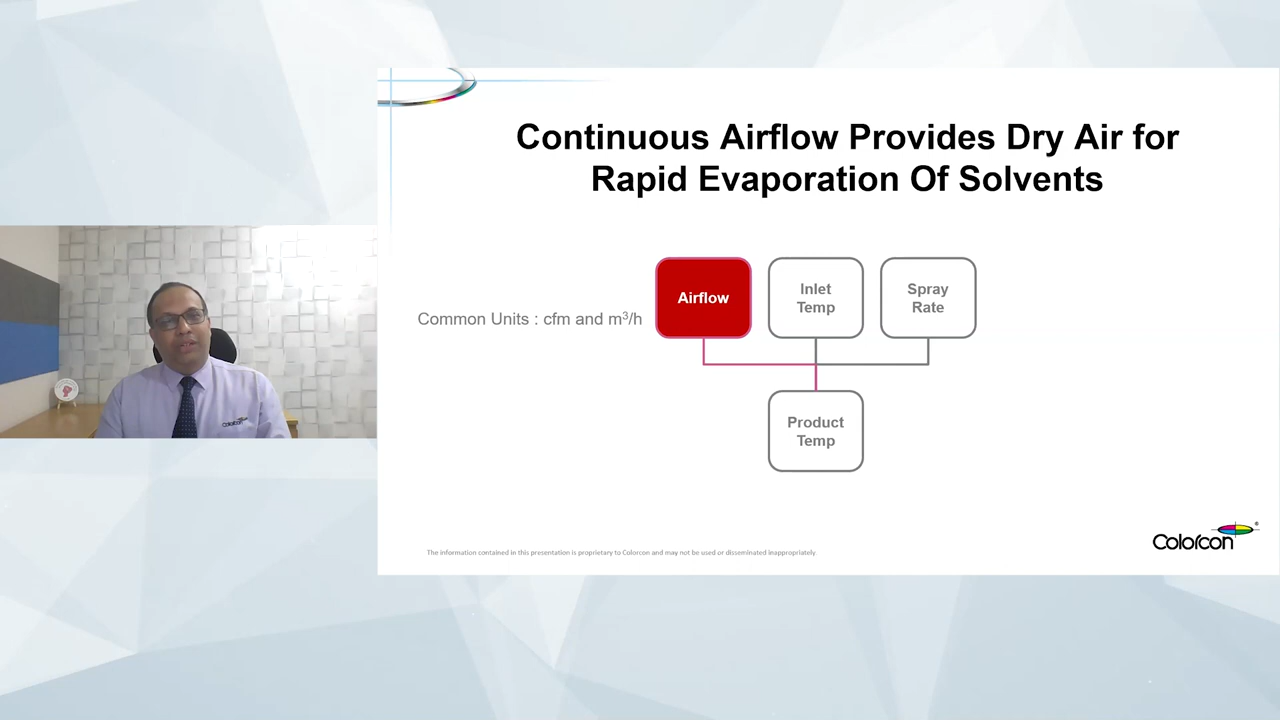 Continuous Airflow Provides Dry Air for
Rapid Evaporation Of Solvents
Common Units : cfm and m³/h
Airflow
Inlet
Temp
Spray
Rate
Product
Temp
Colorcon
The information contained in this presentation is proprietary to Colorcon and may not be used or disseminated inappropriately.
Colorcon®